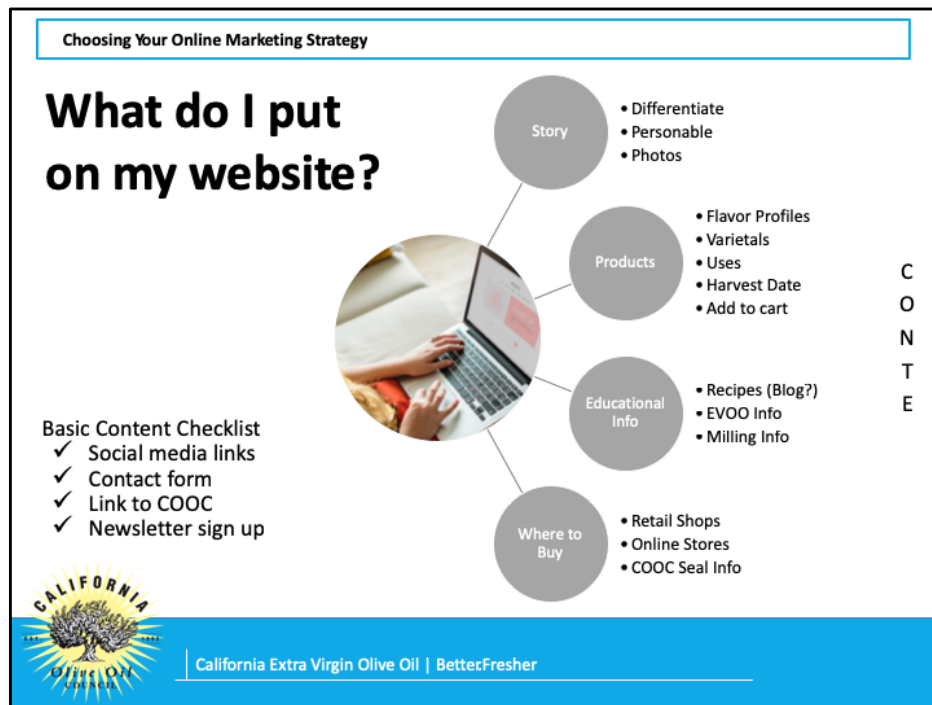 Choosing Your Online Marketing Strategy
What do I put
on my website?
Story
• Differentiate
• Personable
• Photos
Products
• Flavor Profiles
• Varietals
• Uses
• Harvest Date
• Add to cart
C
O
N
T
E
Educational
Info
• Recipes (Blog?)
• EVOO Info
• Milling Info
Where to
Buy
• Retail Shops
• Online Stores
• COOC Seal Info
Basic Content Checklist
✓ Social media links
✓ Contact form
✓ Link to COOC
✓ Newsletter sign up
CALIFORNIA
Olive Oil
COUNCIL
California Extra Virgin Olive Oil | Better.Fresher